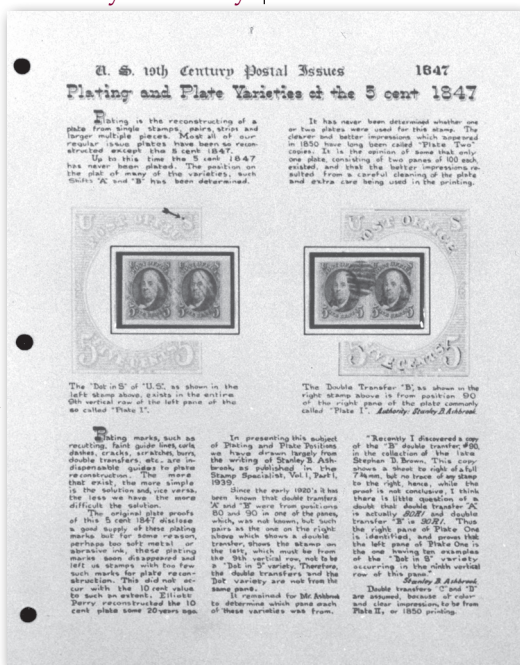 U. S. 19th Century Postal Issues 1847
Plating and Plate Varieties of the 5 cent 1847
Plating is the reconstructing of a
plate from single stamps, pairs, strips and
larger multiple pieces. Most all of our
regular issue plates have been so recon-
structed except the 5 cent 1847.
Up to this time the 5 cent 1847
has never been plated. The position on
the plat of many of the varieties, such
Shifts "A" and "B" has been determined.
It has never been determined whether one
or two plates were used for this stamp. The
clearer and better impressions which appeared
in 1850 have long been called "Plate Two"
copies. It is the opinion of some that only
one plate, consisting of two panes of 100 each,
existed, and that the better impressions re-
sulted from a careful cleaning of the plate
and extra care being used in the printing.
POST OFFICE
POST OFFICE
FIVE CENTS
The "Dot in S" of "U.S.", as shown in the
left stamp above, exists in the entire
9th vertical row of the left pane of the
so called "Plate 1".
The Double Transfer "B", as shown in the
right stamp above, is from position 90
of the right pane of the plate commonly
called "Plate 1". Authority: Stanley B. Ashbrook.
Plating marks, such as
recutting, faint guide lines, curls,
dashes, cracks, scratches, burrs,
double transfers, etc., are in-
dispensable guides to plate
reconstruction. The more
that exist, the more simple
is the solution and, vice versa,
the less we have the more
difficult the solution.
The original plate proofs
of this 5 cent 1847 disclose
a good supply of these plating
marks but for some reason,
perhaps too soft metal or
abrasive ink, these plating
marks soon disappeared and
left us stamps with too few
such marks for plate recon-
struction. This did not oc-
cur with the 10 cent value
to such an extent. Elliott
Perry reconstructed the 10
cent plate some 20 years ago.
In presenting this subject
of Plating and Plate Positions
we have drawn largely from
the writing of Stanley B. Ash-
brook, as published in the
Stamp Specialist, Vol. 1, Part 1,
1939.
Since the early 1920's it has
been known that double transfers
"A" and "B" were from positions
80 and 90 in one of the panes,
which, was not known, but such
pairs as the one on the right
above which shows a double
transfer, shows the stamp on
the left, which must be from
the 9th vertical row, not to be
a "Dot in S" variety. Therefore,
the double transfers and the
Dot variety are not from the
same pane.
It remained for Mr. Ashbrook
to determine which pane each
of these varieties was from.
"Recently I discovered a copy
of the "B" double transfer, #90,
in the collection of the late
Stephen D. Brown. This copy
shows a sheet to right of a full
7½ mm, but no trace of any stamp
to the right, hence, while the
proof is not conclusive, I think
there is little question of a
doubt that double transfer "A"
is actually 80R1 and double
transfer "B" is 90R1. Thus
the right pane of Plate One
is identified, and proves that
the left pane of Plate One is
the one having ten examples
of the "Dot in S" variety
occurring in the ninth vertical
row of this pane."
Stanley B. Ashbrook.
Double transfers "C" and "D"
are assumed, because of color
and clear impression, to be from
Plate II, or 1850 printing.